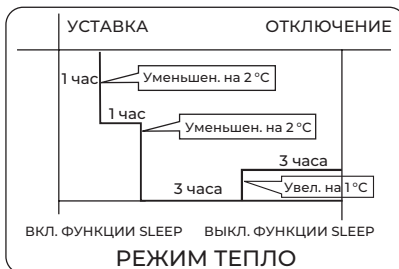 УСТАВКА ОТКЛЮЧЕНИЕ
1 час Уменьшен. на 2 °C
1 час Уменьшен. на 2 °C
3 часа
3 часа Увел. на 1 °C
ВКЛ. ФУНКЦИИ SLEEP ВЫКЛ. ФУНКЦИИ SLEEP
РЕЖИМ ТЕПЛО